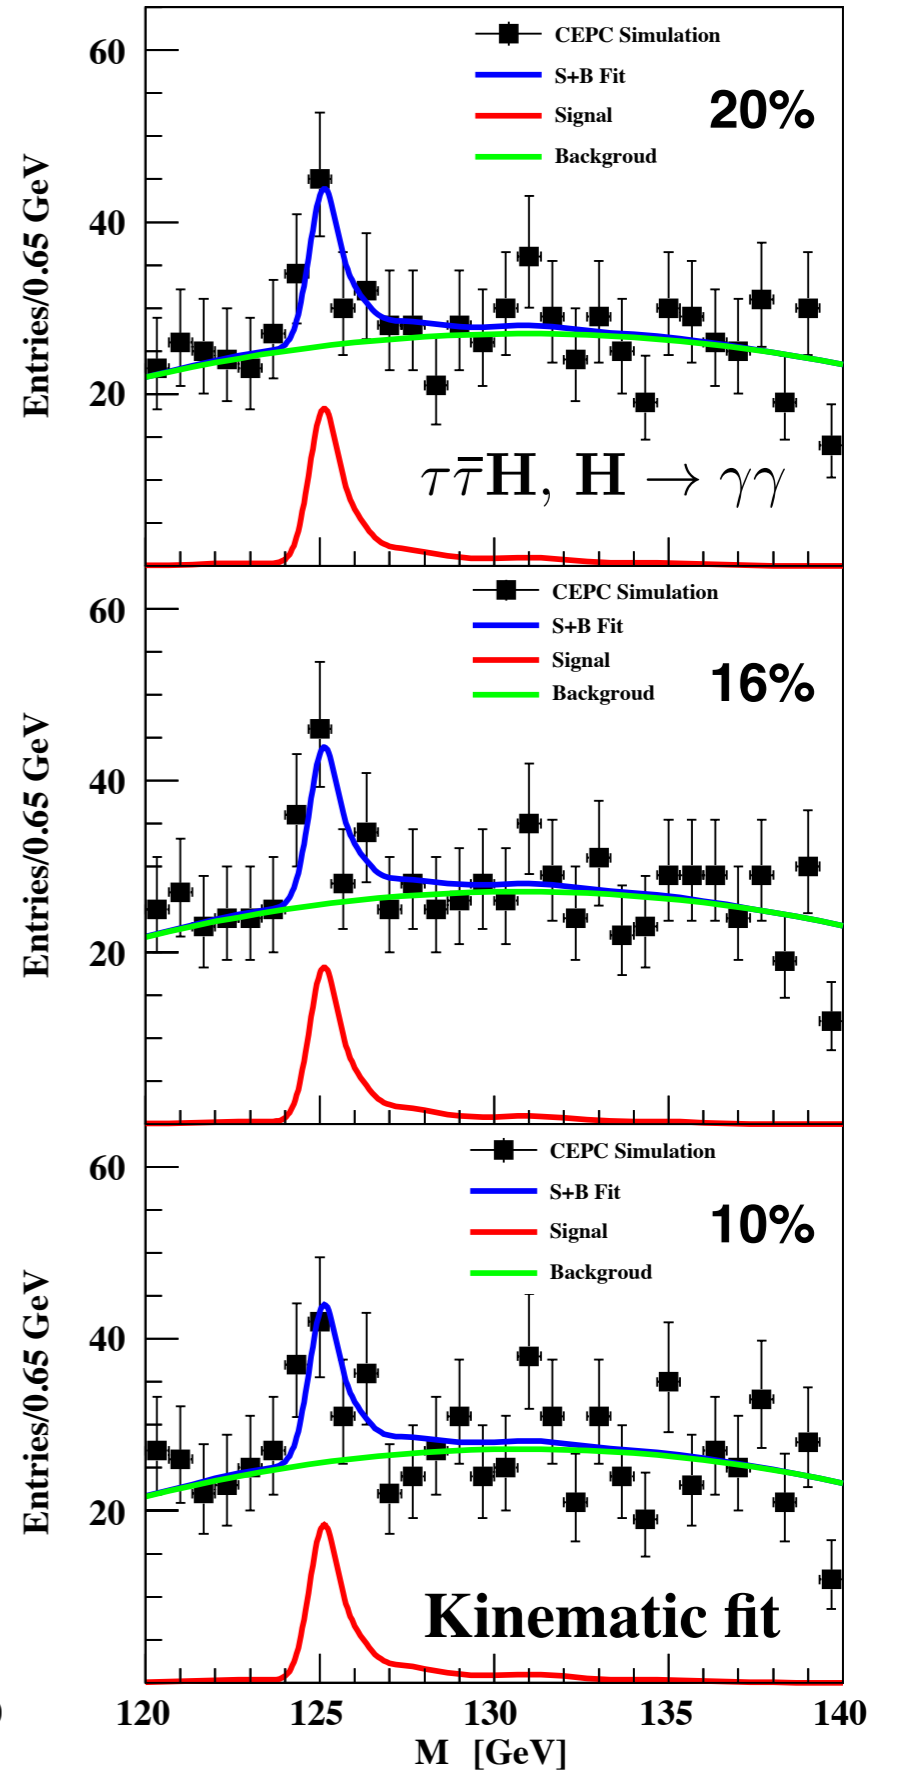 CEPC Simulation
S+B Fit
Signal
Backgroud
20%
60
40
20
Entries/0.65 GeV
ττ̄H, H → γγ
CEPC Simulation
S+B Fit
Signal
Backgroud
16%
60
40
20
Entries/0.65 GeV
CEPC Simulation
S+B Fit
Signal
Backgroud
10%
60
40
20
Entries/0.65 GeV
Kinematic fit
120 125 130 135 140
M [GeV]